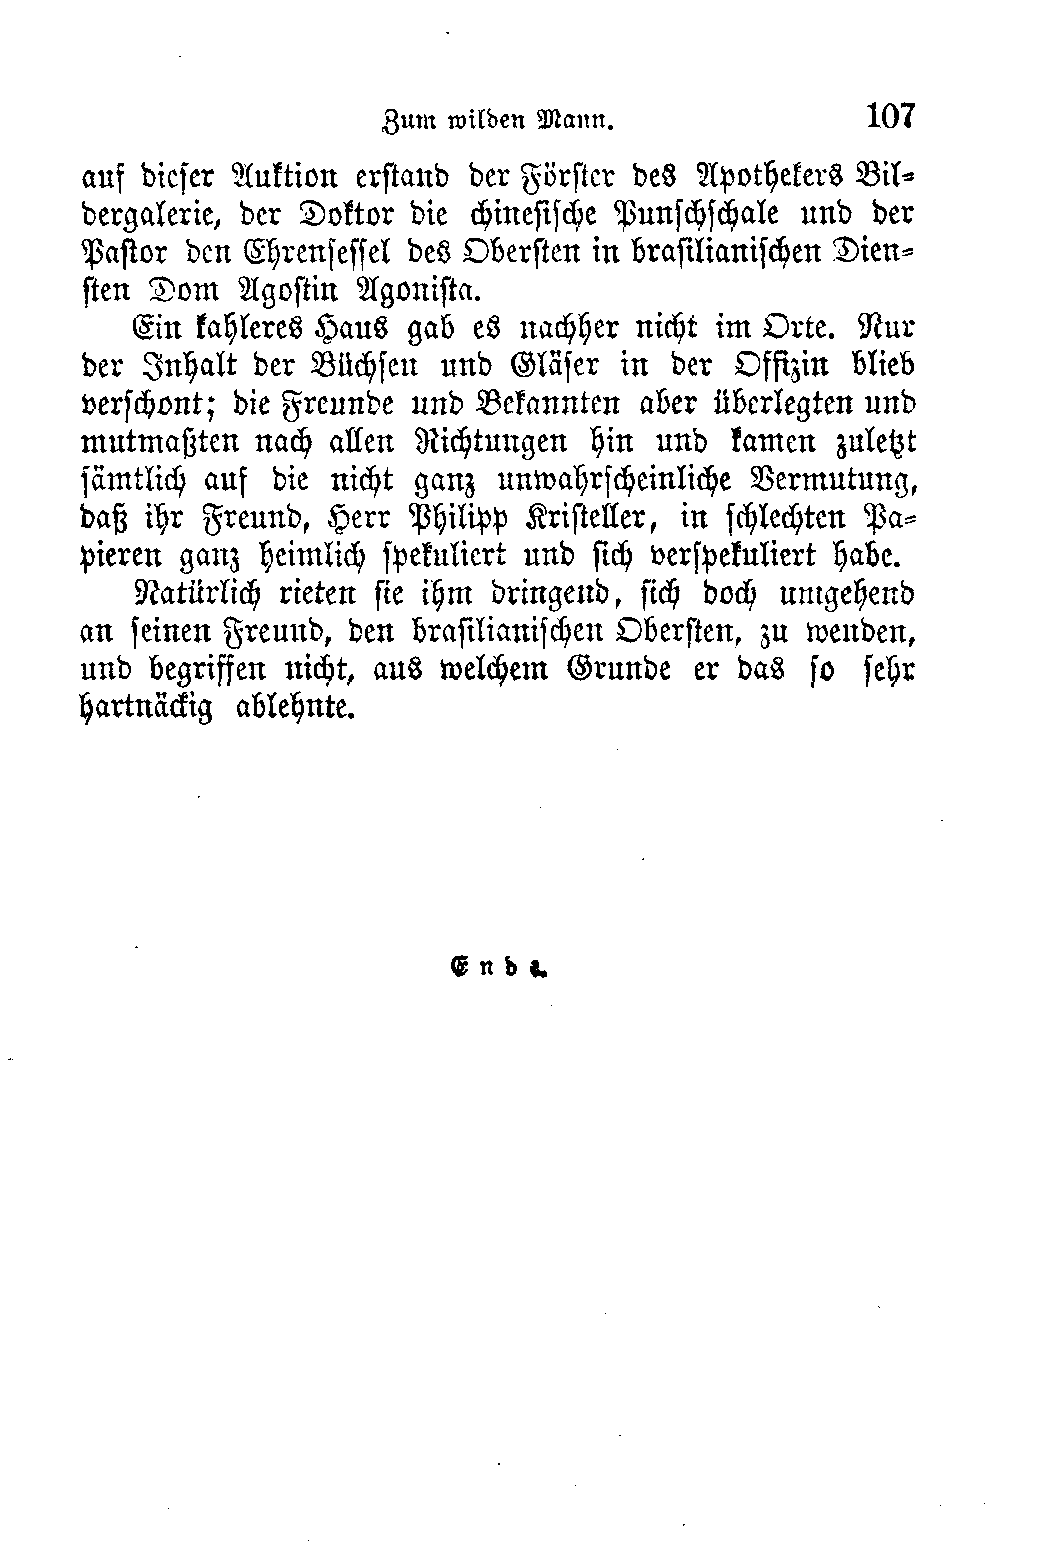 Zum wilden Mann. 107
auf dieser Auktion erstand der Förster des Apothekers Bil-
dergalerie, der Doktor die chinesische Punschschale und der
Pastor den Ehrensessel des Obersten in brasilianischen Dien-
sten Dom Agostin Agonista.
Ein kahleres Haus gab es nachher nicht im Orte. Nur
der Inhalt der Büchsen und Gläser in der Offizin blieb
verschont; die Freunde und Bekannten aber überlegten und
mutmaßten nach allen Richtungen hin und kamen zuletzt
sämtlich auf die nicht ganz unwahrscheinliche Vermutung,
daß ihr Freund, Herr Philipp Kristeller, in schlechten Pa-
pieren ganz heimlich spekuliert und sich verspekuliert habe.
Natürlich rieten sie ihm dringend, sich doch umgehend
an seinen Freund, den brasilianischen Obersten, zu wenden,
und begriffen nicht, aus welchem Grunde er das so sehr
hartnäckig ablehnte.
Ende.